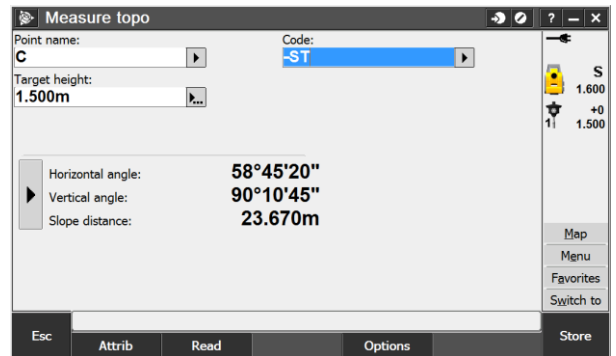 Measure topo
? – ×
Point name:
Code:
C
-ST
Target height:
1.500m
S
1.600
+0
1
1.500
Horizontal angle:
58°45'20"
Vertical angle:
90°10'45"
Slope distance:
23.670m
Map
Menu
Favorites
Switch to
Esc
Attrib
Read
Options
Store